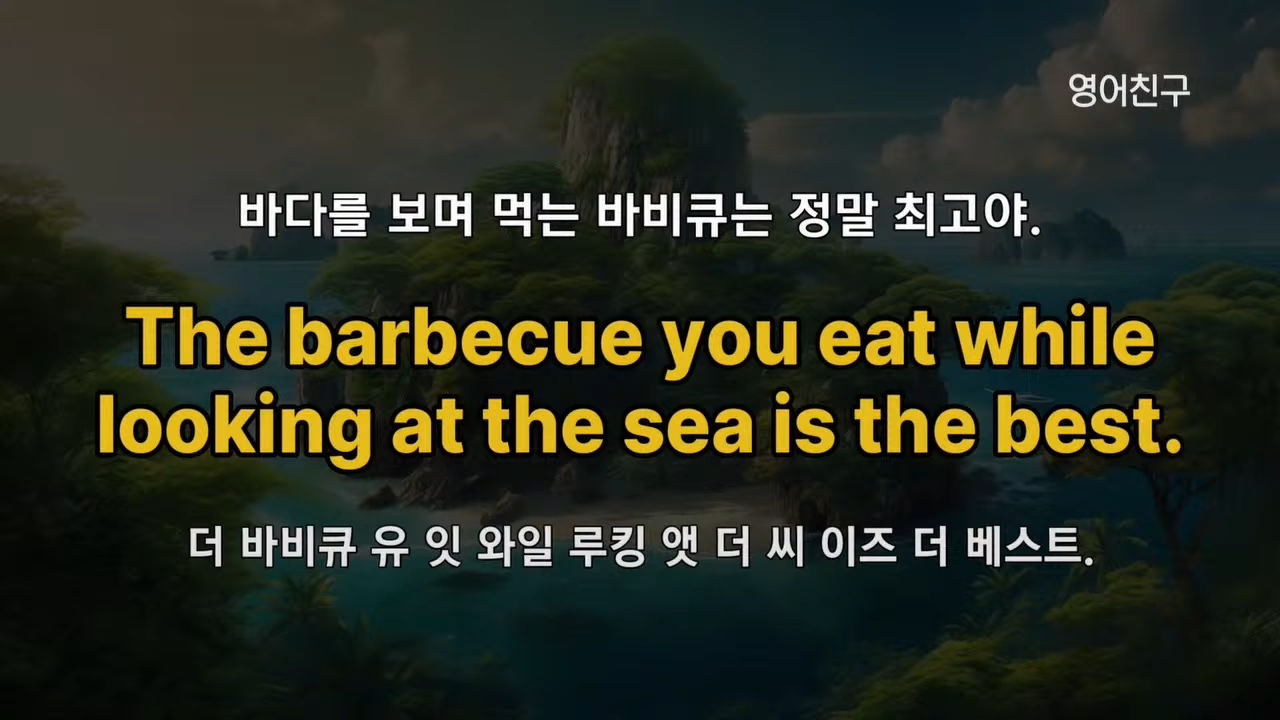 영어친구
바다를 보며 먹는 바비큐는 정말 최고야.
The barbecue you eat while
looking at the sea is the best.
더 바비큐 유 잇 와일 루킹 앳 더 씨 이즈 더 베스트.